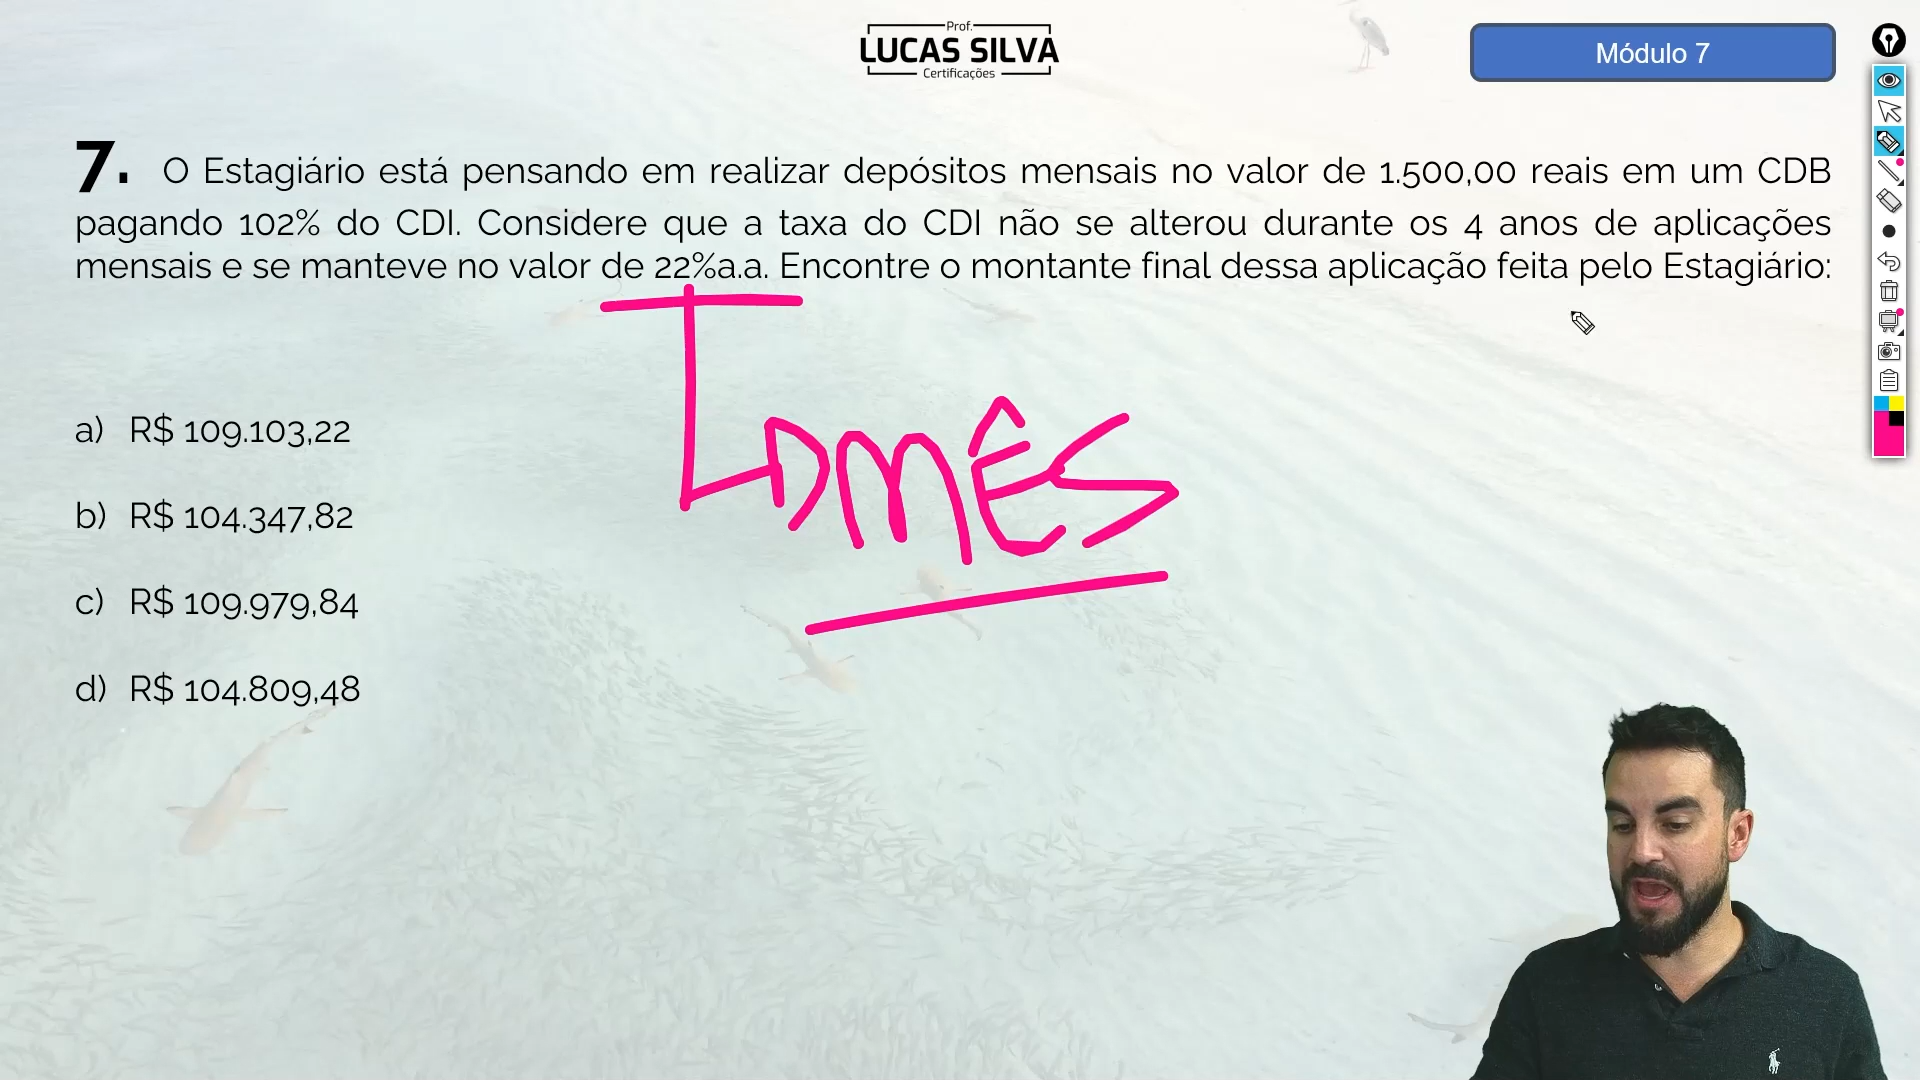 Prof.
LUCAS SILVA
Certificações
Módulo 7
7. O Estagiário está pensando em realizar depósitos mensais no valor de 1.500,00 reais em um CDB
pagando 102% do CDI. Considere que a taxa do CDI não se alterou durante os 4 anos de aplicações
mensais e se manteve no valor de 22%a.a. Encontre o montante final dessa aplicação feita pelo Estagiário:
MÊS
a) R$ 109.103,22
b) R$ 104.347,82
c) R$ 109.979,84
d) R$ 104.809,48